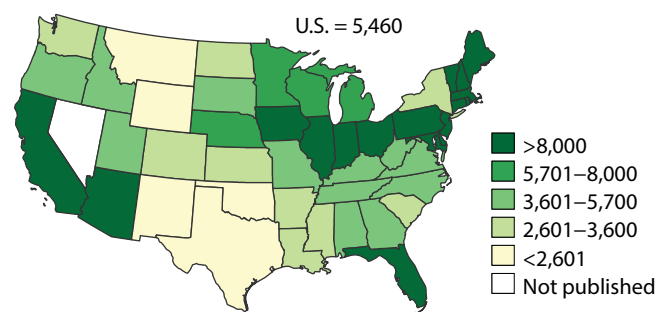 U.S. = 5,460
>8,000
5,701–8,000
3,601–5,700
2,601–3,600
<2,601
Not published